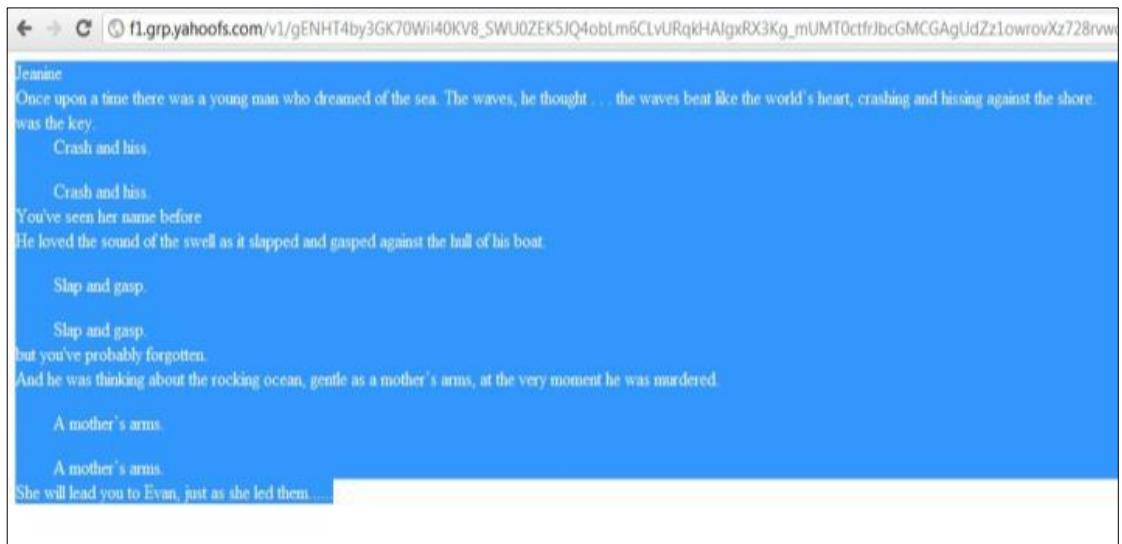 f1.grp.yahoofs.com/v1/gENHT4by3GK70WiI40KV8_SWU0ZEK5JQ4obLm6CLvURqkHAIgxRX3Kg_mUMT0ctfrJbcGMCGAgUdZz1owrovXz728rvw
Jeanine
Once upon a time there was a young man who dreamed of the sea. The waves, he thought . . . the waves beat like the world's heart, crashing and hissing against the shore.
was the key.
Crash and hiss.
Crash and hiss.
You've seen her name before
He loved the sound of the swell as it slapped and gasped against the hull of his boat.
Slap and gasp.
Slap and gasp.
but you've probably forgotten.
And he was thinking about the rocking ocean, gentle as a mother's arms, at the very moment he was murdered.
A mother's arms.
A mother's arms.
She will lead you to Evan, just as she led them......